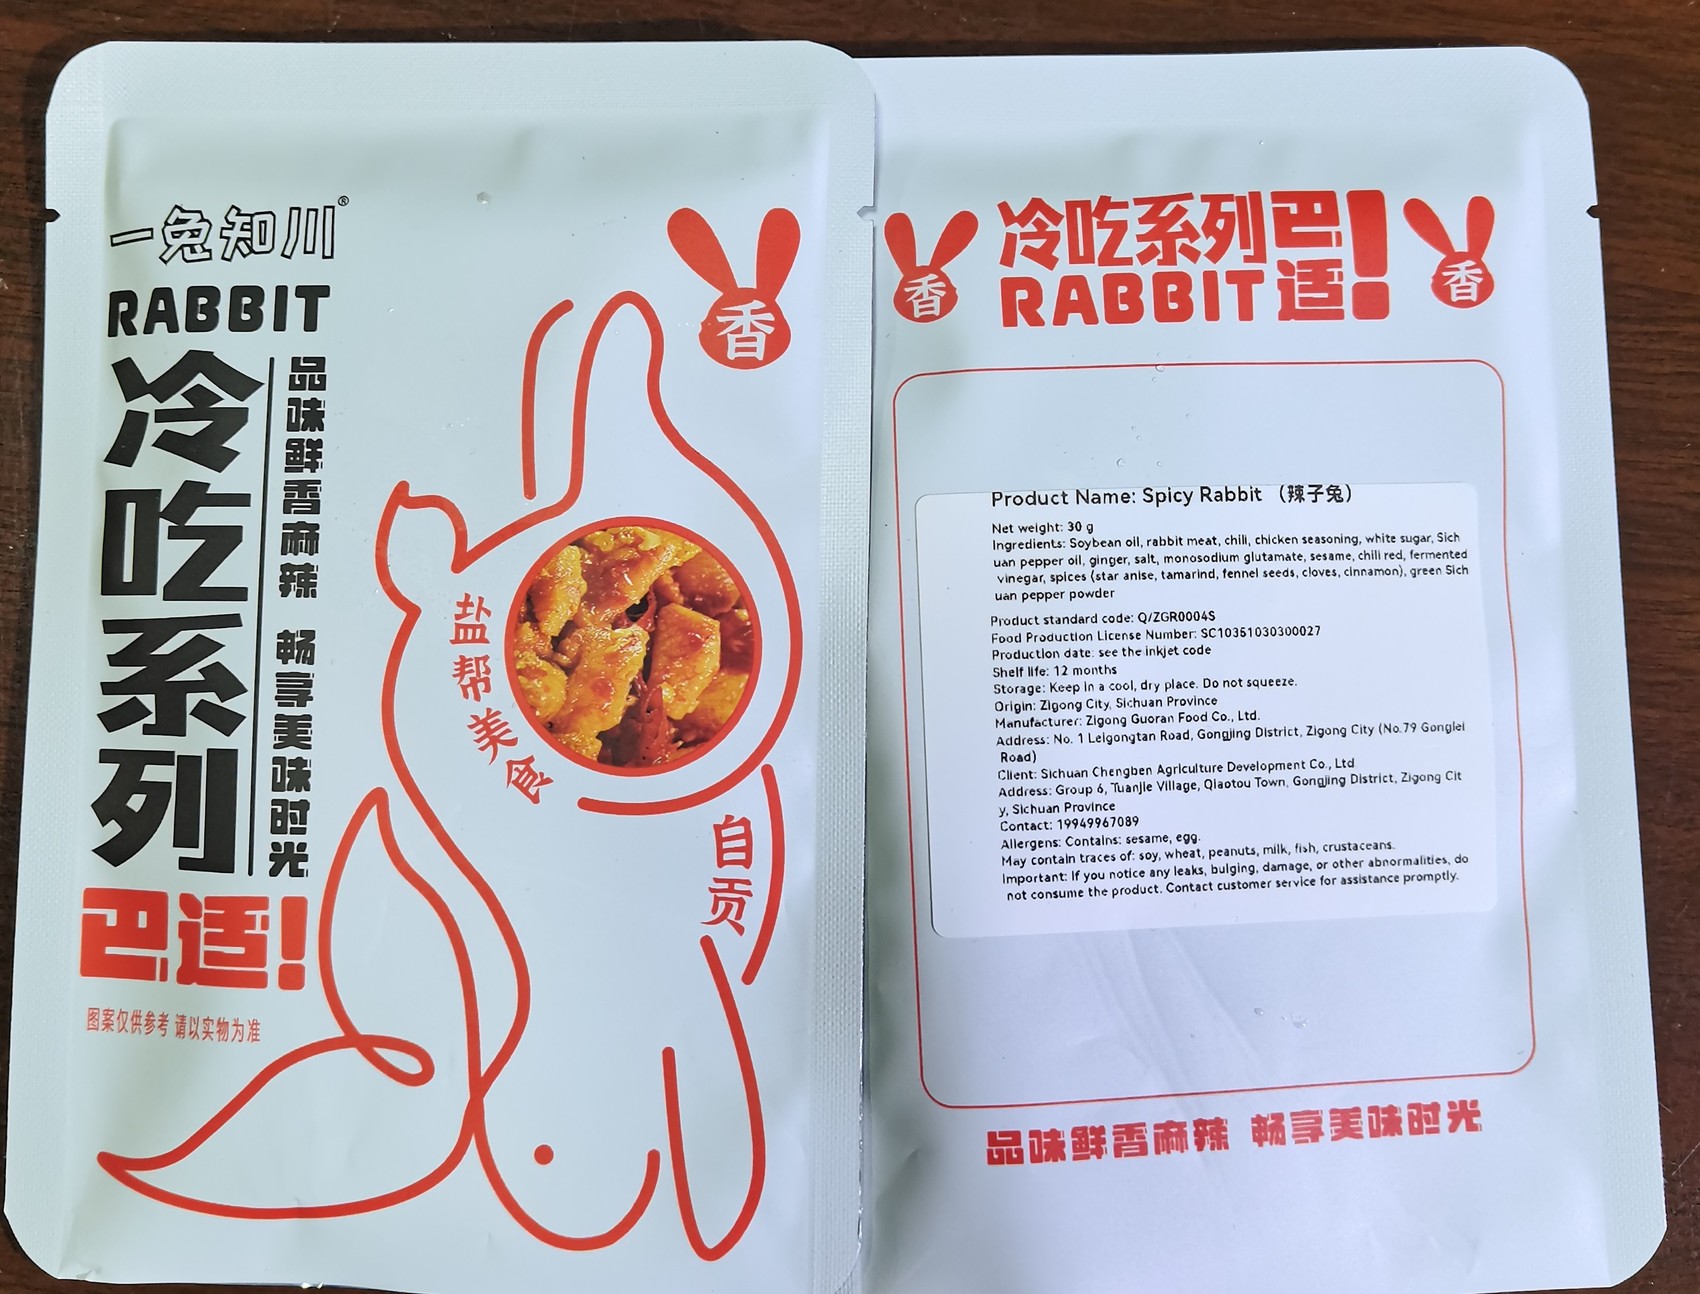 一兔知川®
RABBIT
冷吃系列
品味鲜香麻辣 畅享美味时光
巴适!
图案仅供参考 请以实物为准
香
盐帮美食
自贡
香
冷吃系列
RABBIT
巴适!
香
Product Name: Spicy Rabbit （辣子兔）
Net weight: 30 g
Ingredients: Soybean oil, rabbit meat, chili, chicken seasoning, white sugar, Sich
uan pepper oil, ginger, salt, monosodium glutamate, sesame, chili red, fermented
vinegar, spices (star anise, tamarind, fennel seeds, cloves, cinnamon), green Sich
uan pepper powder
Product standard code: Q/ZGR0004S
Food Production License Number: SC10351030300027
Production date: see the inkjet code
Shelf life: 12 months
Storage: Keep in a cool, dry place. Do not squeeze.
Origin: Zigong City, Sichuan Province
Manufacturer: Zigong Guoran Food Co., Ltd.
Address: No. 1 Leigongtan Road, Gongjing District, Zigong City (No.79 Gonglei
Road)
Client: Sichuan Chengben Agriculture Development Co., Ltd
Address: Group 6, Tuanjie Village, Qiaotou Town, Gongjing District, Zigong Cit
y, Sichuan Province
Contact: 19949967089
Allergens: Contains: sesame, egg.
May contain traces of: soy, wheat, peanuts, milk, fish, crustaceans.
Important: If you notice any leaks, bulging, damage, or other abnormalities, do
not consume the product. Contact customer service for assistance promptly.
品味鲜香麻辣 畅享美味时光